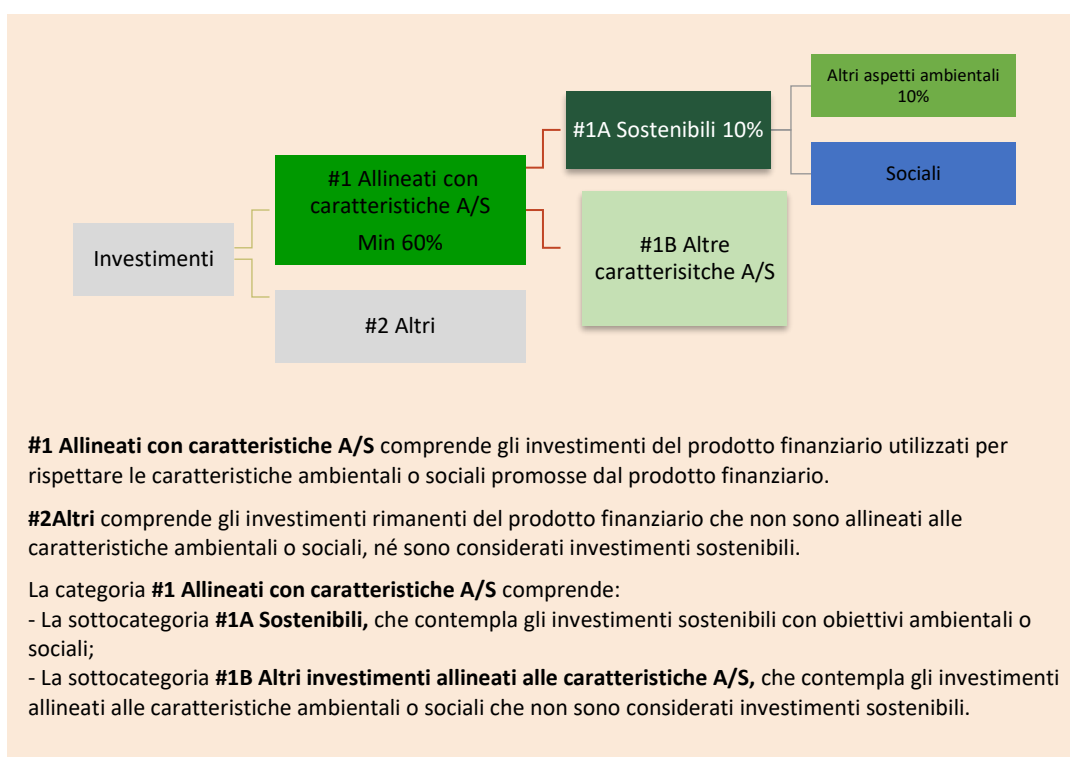 Altri aspetti ambientali
10%
#1A Sostenibili 10%
Sociali
#1 Allineati con
caratteristiche A/S
Min 60%
#1B Altre
caratterisitche A/S
Investimenti
#2 Altri
#1 Allineati con caratteristiche A/S comprende gli investimenti del prodotto finanziario utilizzati per
rispettare le caratteristiche ambientali o sociali promosse dal prodotto finanziario.
#2Altri comprende gli investimenti rimanenti del prodotto finanziario che non sono allineati alle
caratteristiche ambientali o sociali, né sono considerati investimenti sostenibili.
La categoria #1 Allineati con caratteristiche A/S comprende:
- La sottocategoria #1A Sostenibili, che contempla gli investimenti sostenibili con obiettivi ambientali o
sociali;
- La sottocategoria #1B Altri investimenti allineati alle caratteristiche A/S, che contempla gli investimenti
allineati alle caratteristiche ambientali o sociali che non sono considerati investimenti sostenibili.